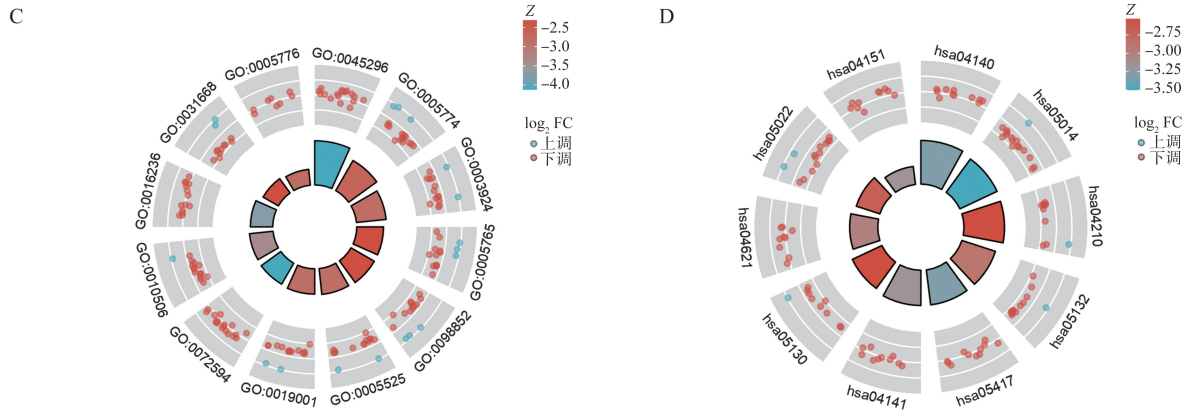 C
Z
−2.5
−3.0
−3.5
−4.0
log₂ FC
上调
下调
GO:0045296
GO:0005774
GO:0003924
GO:0005765
GO:0098852
GO:0005525
GO:0019001
GO:0072594
GO:0010506
GO:0016236
GO:0031668
GO:0005776
D
Z
−2.75
−3.00
−3.25
−3.50
log₂ FC
上调
下调
hsa04140
hsa05014
hsa04210
hsa05132
hsa05417
hsa04141
hsa05130
hsa04621
hsa05022
hsa04151